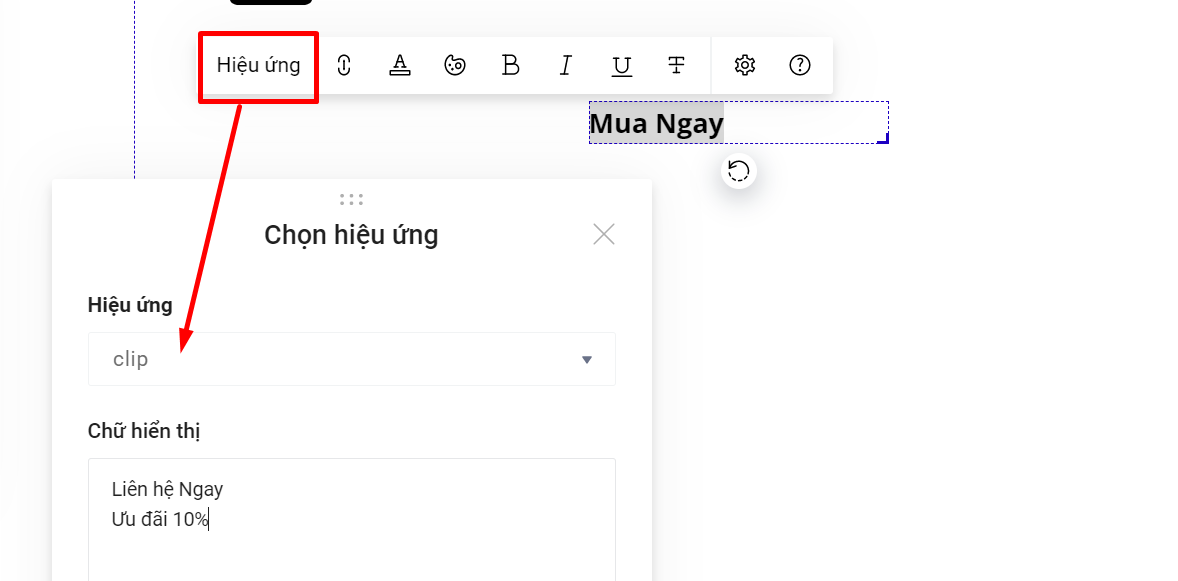 Hiệu ứng
B I U T
Mua Ngay
Chọn hiệu ứng
Hiệu ứng
clip
Chữ hiển thị
Liên hệ Ngay
Ưu đãi 10%